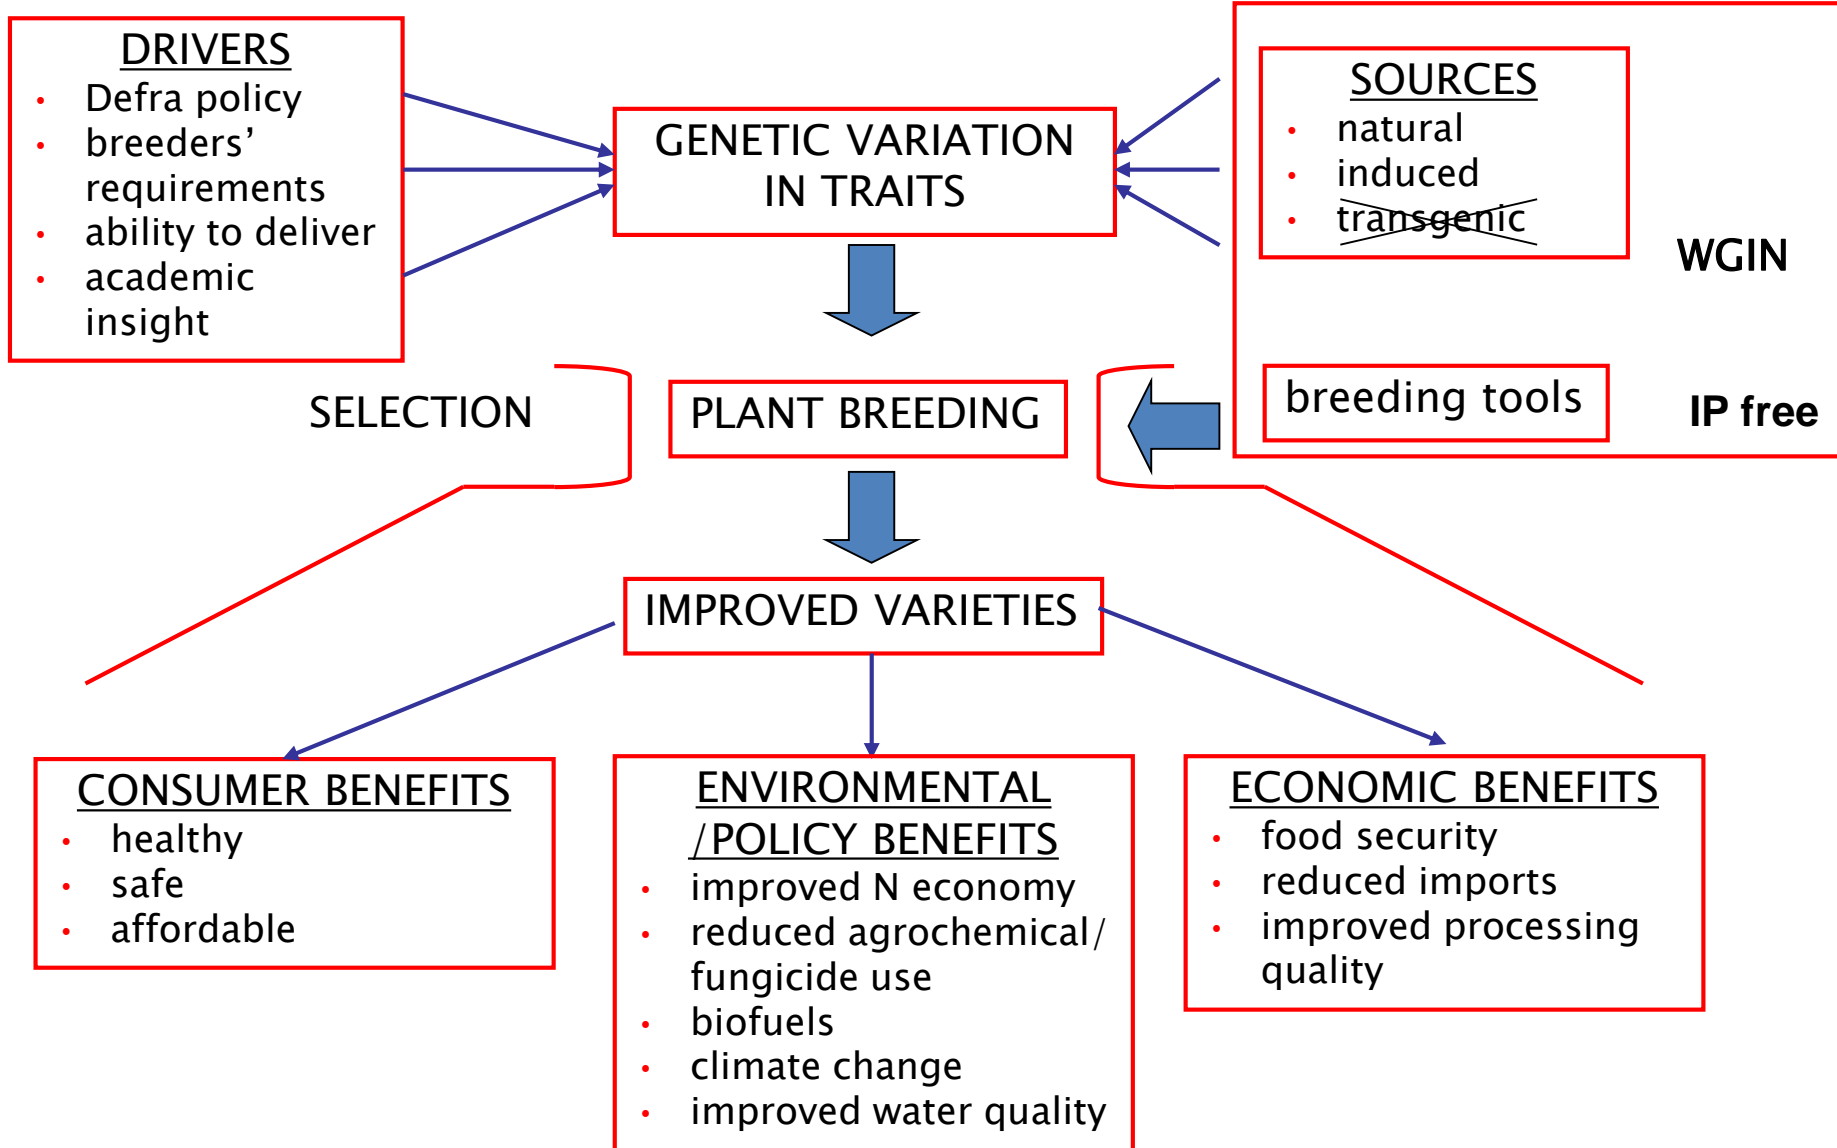 DRIVERS
• Defra policy
• breeders’
requirements
• ability to deliver
• academic
insight
GENETIC VARIATION
IN TRAITS
SOURCES
• natural
• induced
• transgenic
WGIN
SELECTION
PLANT BREEDING
breeding tools
IP free
IMPROVED VARIETIES
CONSUMER BENEFITS
• healthy
• safe
• affordable
ENVIRONMENTAL
/POLICY BENEFITS
• improved N economy
• reduced agrochemical/
fungicide use
• biofuels
• climate change
• improved water quality
ECONOMIC BENEFITS
• food security
• reduced imports
• improved processing
quality